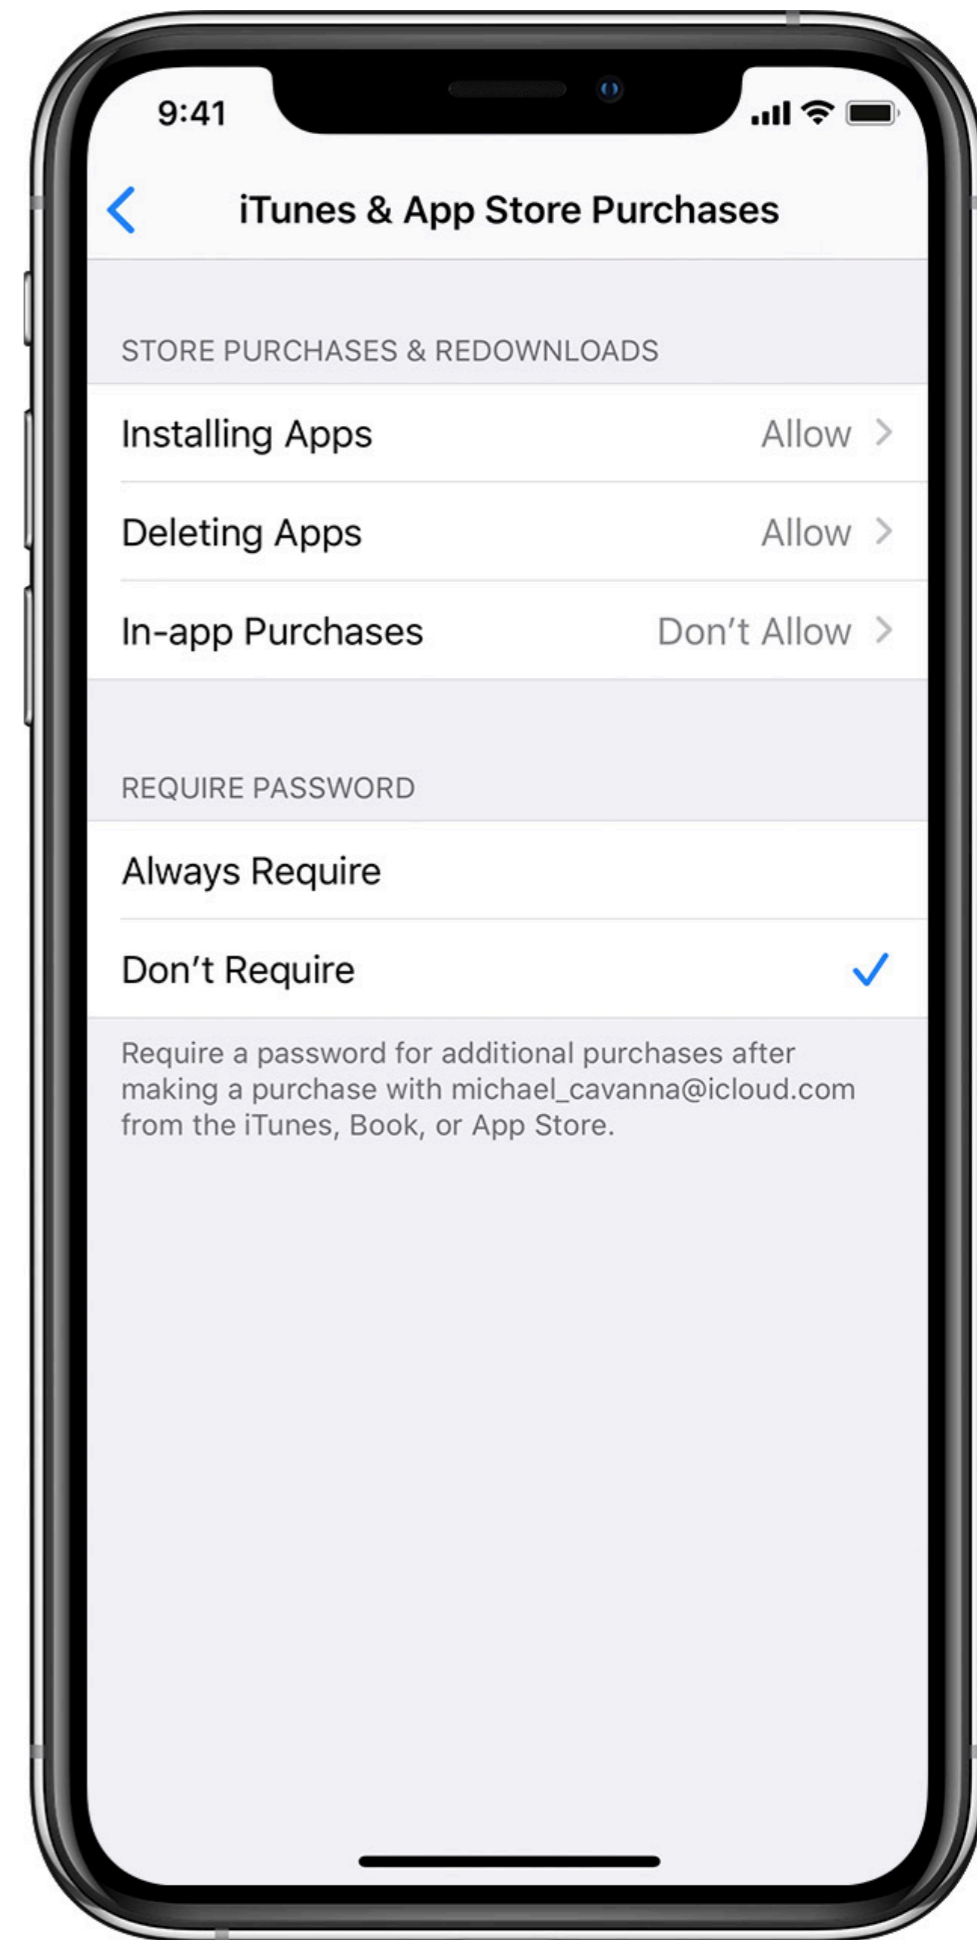 9:41
iTunes & App Store Purchases
STORE PURCHASES & REDOWNLOADS
Installing Apps Allow
Deleting Apps Allow
In-app Purchases Don’t Allow
REQUIRE PASSWORD
Always Require
Don’t Require
Require a password for additional purchases after
making a purchase with michael_cavanna@icloud.com
from the iTunes, Book, or App Store.